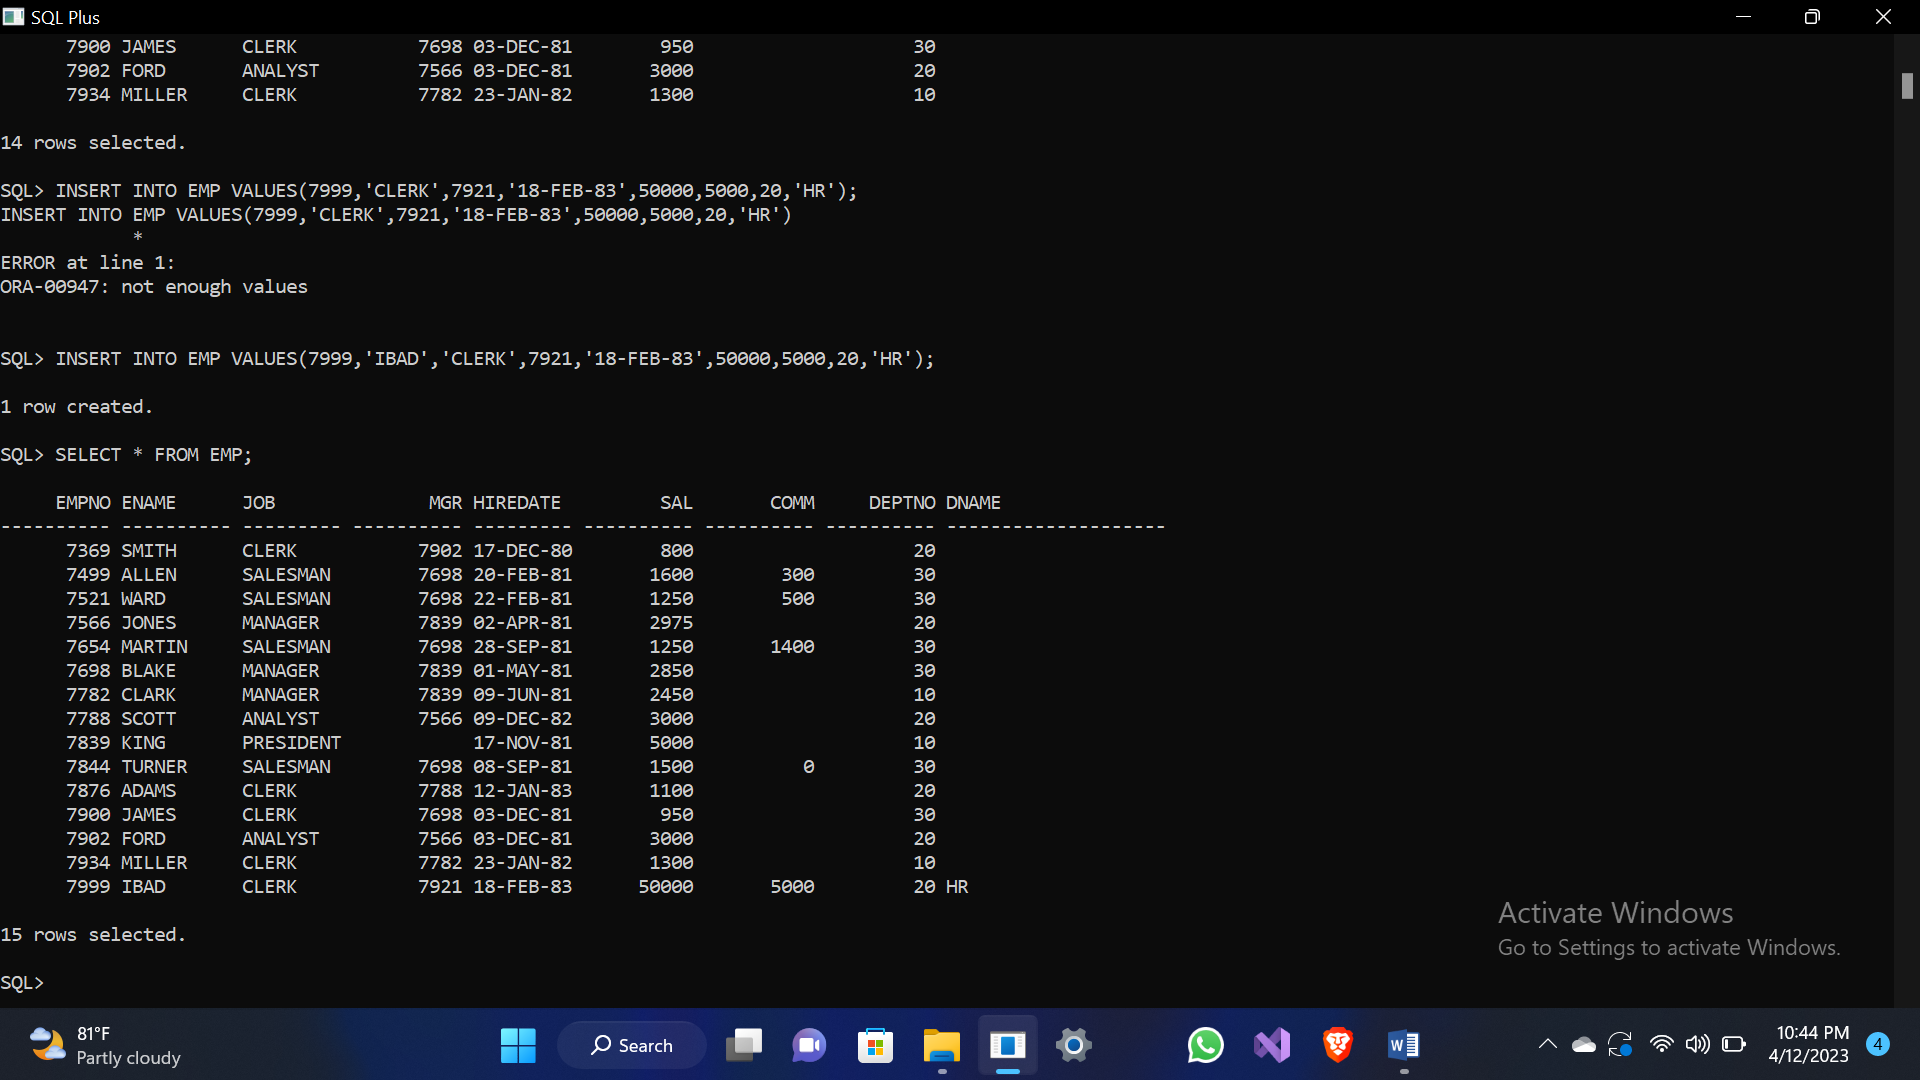 SQL Plus
      7900 JAMES      CLERK           7698 03-DEC-81        950                    30
      7902 FORD       ANALYST         7566 03-DEC-81       3000                    20
      7934 MILLER     CLERK           7782 23-JAN-82       1300                    10
14 rows selected.
SQL> INSERT INTO EMP VALUES(7999,'CLERK',7921,'18-FEB-83',50000,5000,20,'HR');
INSERT INTO EMP VALUES(7999,'CLERK',7921,'18-FEB-83',50000,5000,20,'HR')
            *
ERROR at line 1:
ORA-00947: not enough values
SQL> INSERT INTO EMP VALUES(7999,'IBAD','CLERK',7921,'18-FEB-83',50000,5000,20,'HR');
1 row created.
SQL> SELECT * FROM EMP;
     EMPNO ENAME      JOB              MGR HIREDATE         SAL       COMM     DEPTNO DNAME
---------- ---------- --------- ---------- --------- ---------- ---------- ---------- --------------------
      7369 SMITH      CLERK           7902 17-DEC-80        800                    20
      7499 ALLEN      SALESMAN        7698 20-FEB-81       1600        300         30
      7521 WARD       SALESMAN        7698 22-FEB-81       1250        500         30
      7566 JONES      MANAGER         7839 02-APR-81       2975                    20
      7654 MARTIN     SALESMAN        7698 28-SEP-81       1250       1400         30
      7698 BLAKE      MANAGER         7839 01-MAY-81       2850                    30
      7782 CLARK      MANAGER         7839 09-JUN-81       2450                    10
      7788 SCOTT      ANALYST         7566 09-DEC-82       3000                    20
      7839 KING       PRESIDENT            17-NOV-81       5000                    10
      7844 TURNER     SALESMAN        7698 08-SEP-81       1500          0         30
      7876 ADAMS      CLERK           7788 12-JAN-83       1100                    20
      7900 JAMES      CLERK           7698 03-DEC-81        950                    30
      7902 FORD       ANALYST         7566 03-DEC-81       3000                    20
      7934 MILLER     CLERK           7782 23-JAN-82       1300                    10
      7999 IBAD       CLERK           7921 18-FEB-83      50000       5000         20 HR
15 rows selected.
SQL>
Activate Windows
Go to Settings to activate Windows.
81°F
Partly cloudy
Search
W
10:44 PM
4/12/2023
4